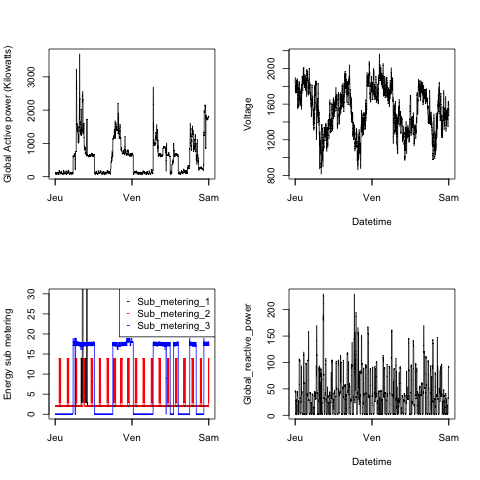 Global Active power (Kilowatts)
0 1000 2000 3000
Jeu Ven Sam
Voltage
800 1200 1600 2000
Jeu Ven Sam
Datetime
Energy sub metering
0 5 10 15 20 25 30
Sub_metering_1
Sub_metering_2
Sub_metering_3
Jeu Ven Sam
Global_reactive_power
0 50 100 150 200
Jeu Ven Sam
Datetime